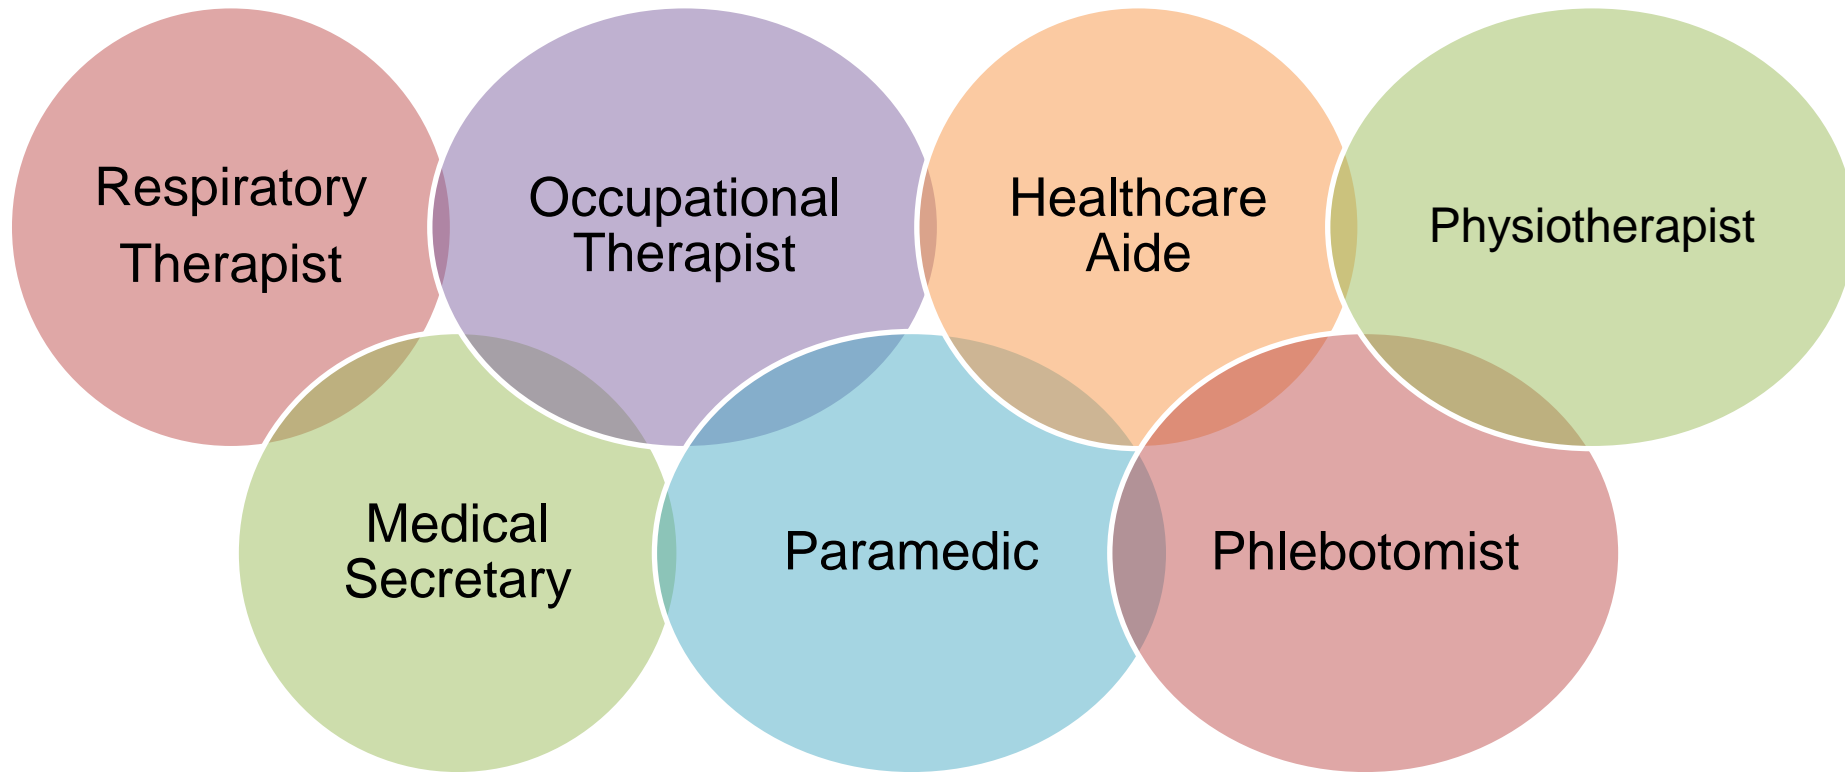 Respiratory
Therapist
Occupational
Therapist
Healthcare
Aide
Physiotherapist
Medical
Secretary
Paramedic
Phlebotomist